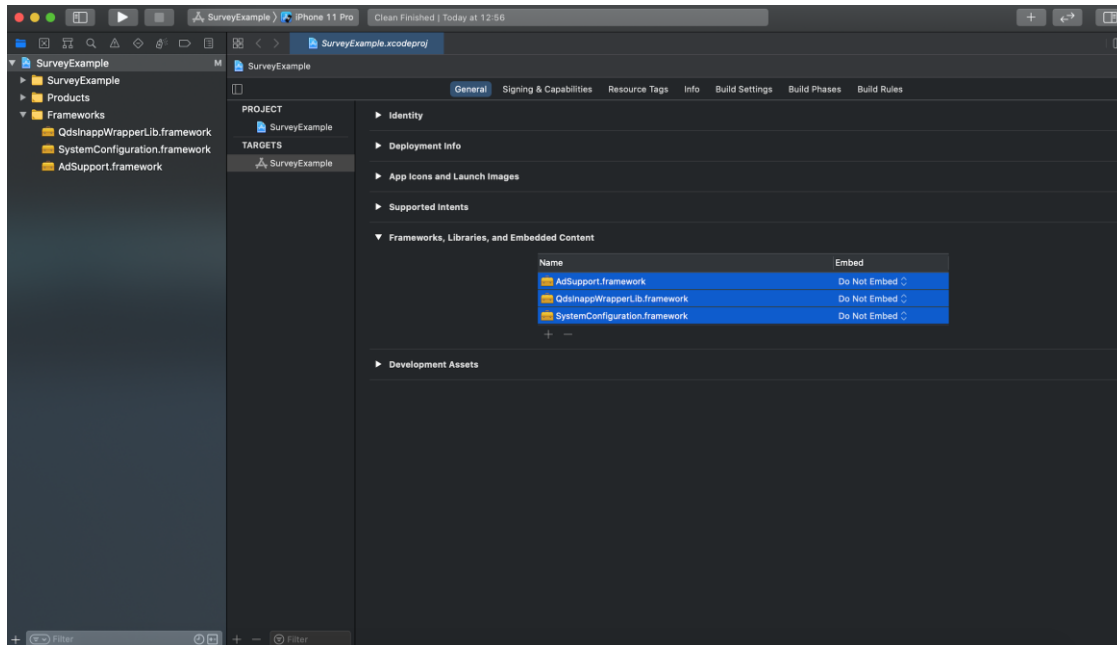 SurveyExample ⟩ iPhone 11 Pro
Clean Finished | Today at 12:56
SurveyExample M
SurveyExample
Products
Frameworks
QdsInappWrapperLib.framework
SystemConfiguration.framework
AdSupport.framework
Filter
SurveyExample.xcodeproj
SurveyExample
General Signing & Capabilities Resource Tags Info Build Settings Build Phases Build Rules
PROJECT
SurveyExample
TARGETS
SurveyExample
Filter
Identity
Deployment Info
App Icons and Launch Images
Supported Intents
Frameworks, Libraries, and Embedded Content
Name Embed
AdSupport.framework Do Not Embed
QdsInappWrapperLib.framework Do Not Embed
SystemConfiguration.framework Do Not Embed
Development Assets